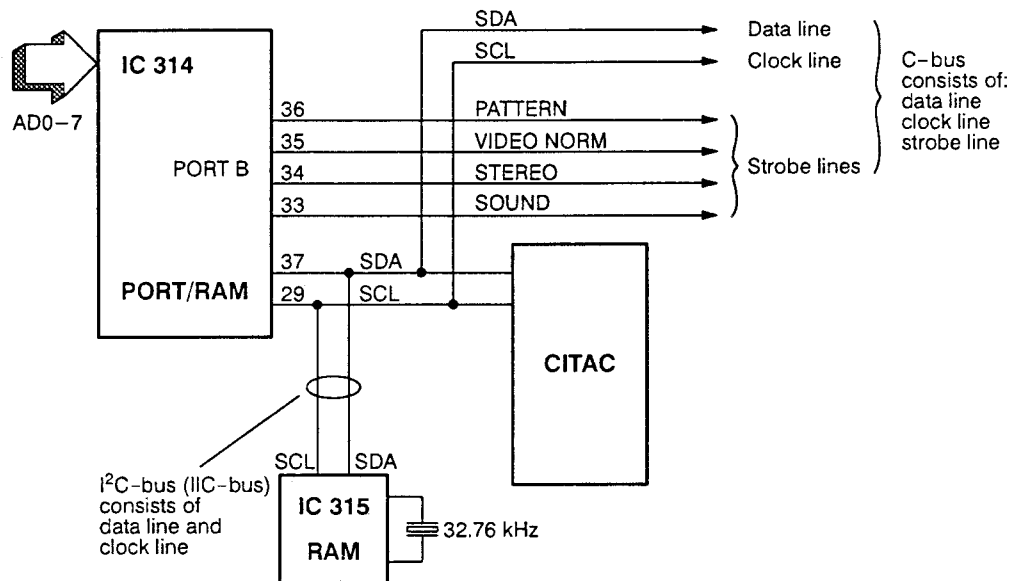 SDA
Data line
SCL
Clock line
C-bus
consists of:
data line
clock line
strobe line
IC 314
AD0-7
36
PATTERN
35
VIDEO NORM
PORT B
34
STEREO
Strobe lines
33
SOUND
37
SDA
PORT/RAM
29
SCL
CITAC
SCL
SDA
I²C-bus (IIC-bus)
consists of
data line and
clock line
IC 315
RAM
32.76 kHz